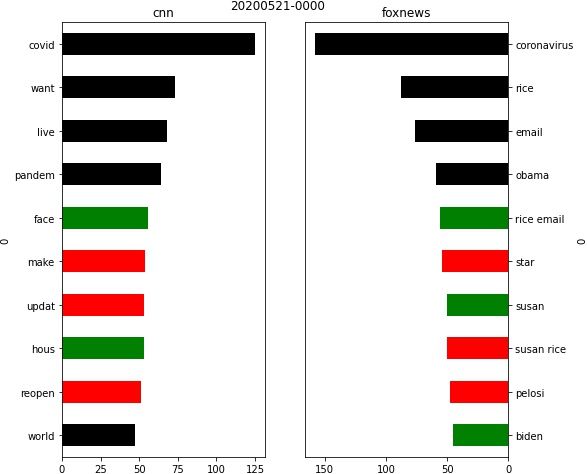 20200521-0000
cnn
foxnews
covid
want
live
pandem
face
make
updat
hous
reopen
world
0
0 25 50 75 100 125
coronavirus
rice
email
obama
rice email
star
susan
susan rice
pelosi
biden
0
150 100 50 0